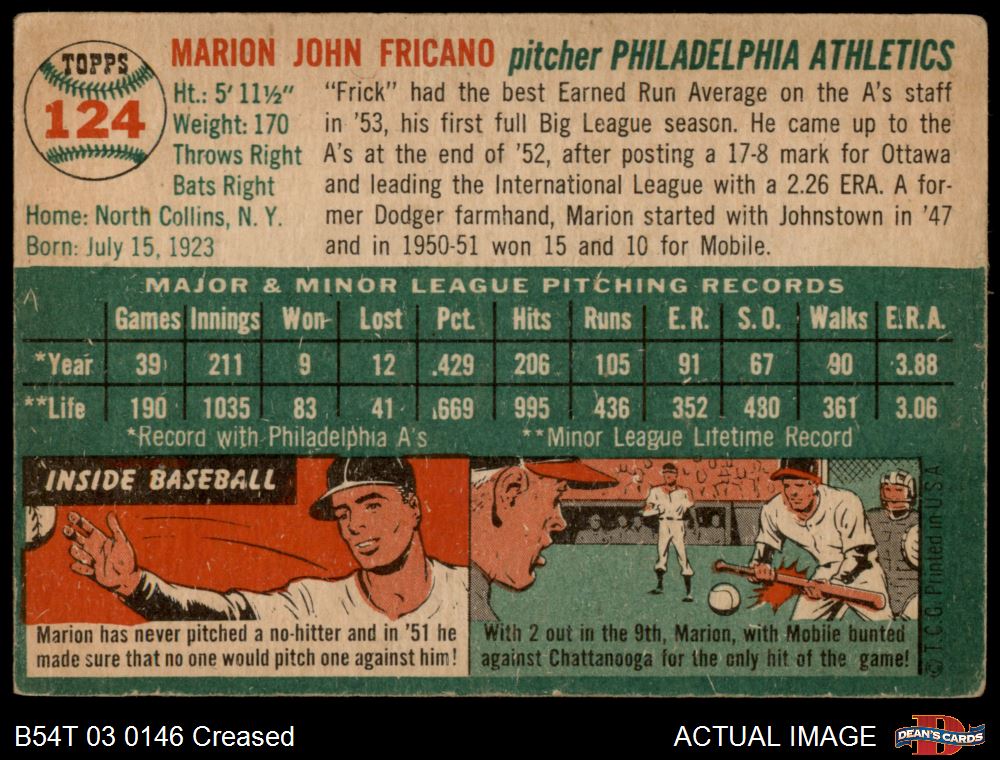 TOPPS
124
MARION JOHN FRICANO pitcher PHILADELPHIA ATHLETICS
Ht.: 5' 11½"
Weight: 170
Throws Right
Bats Right
Home: North Collins, N. Y.
Born: July 15, 1923
"Frick" had the best Earned Run Average on the A's staff
in '53, his first full Big League season. He came up to the
A's at the end of '52, after posting a 17-8 mark for Ottawa
and leading the International League with a 2.26 ERA. A for-
mer Dodger farmhand, Marion started with Johnstown in '47
and in 1950-51 won 15 and 10 for Mobile.
MAJOR & MINOR LEAGUE PITCHING RECORDS
Games Innings Won Lost Pct. Hits Runs E.R. S.O. Walks E.R.A.
*Year 39 211 9 12 .429 206 105 91 67 90 3.88
**Life 190 1035 83 41 .669 995 436 352 480 361 3.06
*Record with Philadelphia A's **Minor League Lifetime Record
INSIDE BASEBALL
Marion has never pitched a no-hitter and in '51 he
made sure that no one would pitch one against him!
With 2 out in the 9th, Marion, with Mobile bunted
against Chattanooga for the only hit of the game!
© T.C.G. Printed in U.S.A.
B54T 03 0146 Creased
ACTUAL IMAGE
DEAN'S CARDS